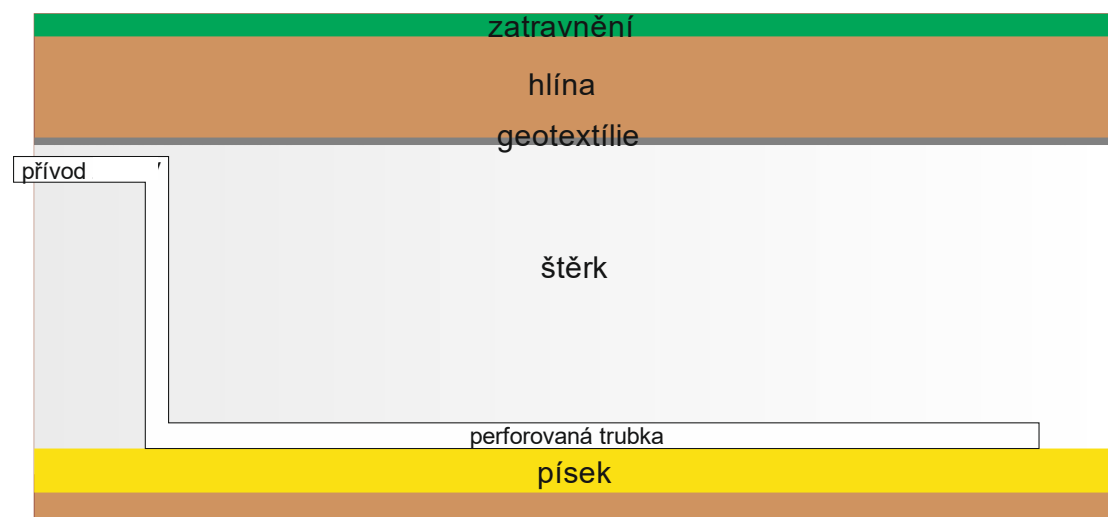 zatravnění
hlína
geotextílie
přívod
štěrk
perforovaná trubka
písek